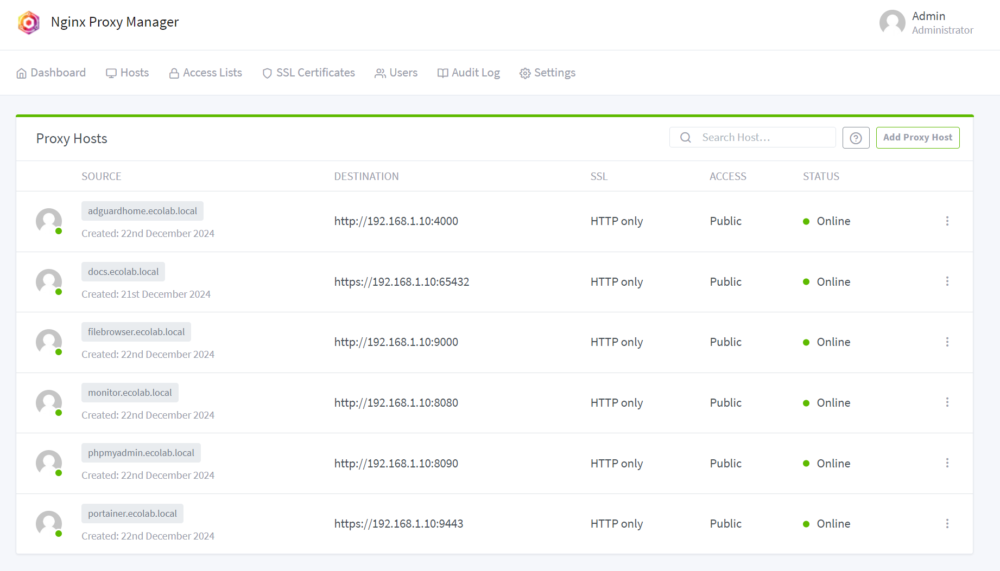 Nginx Proxy Manager
Admin
Administrator
Dashboard Hosts Access Lists SSL Certificates Users Audit Log Settings
Proxy Hosts Search Host… Add Proxy Host
SOURCE DESTINATION SSL ACCESS STATUS
adguardhome.ecolab.local
Created: 22nd December 2024
http://192.168.1.10:4000 HTTP only Public Online
docs.ecolab.local
Created: 21st December 2024
https://192.168.1.10:65432 HTTP only Public Online
filebrowser.ecolab.local
Created: 22nd December 2024
http://192.168.1.10:9000 HTTP only Public Online
monitor.ecolab.local
Created: 22nd December 2024
http://192.168.1.10:8080 HTTP only Public Online
phpmyadmin.ecolab.local
Created: 22nd December 2024
http://192.168.1.10:8090 HTTP only Public Online
portainer.ecolab.local
Created: 22nd December 2024
https://192.168.1.10:9443 HTTP only Public Online